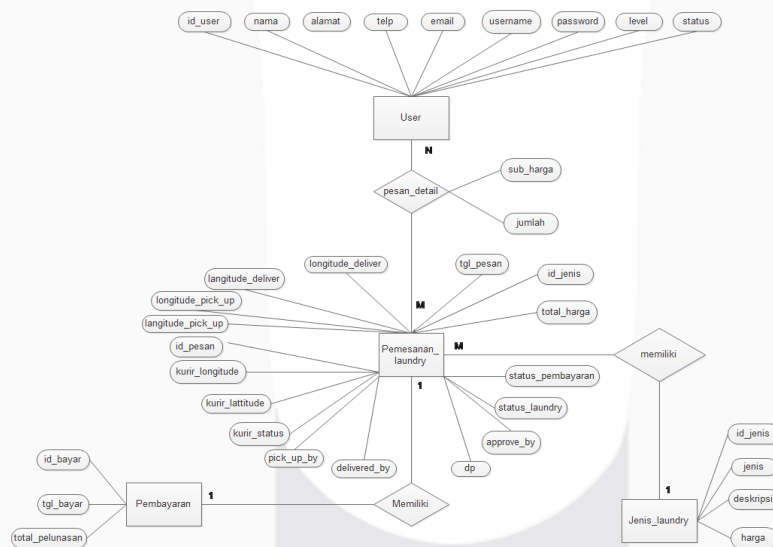 id_user
nama
alamat
telp
email
username
password
level
status
User
N
pesan_detail
sub_harga
jumlah
longitude_deliver
tgl_pesan
langitude_deliver
id_jenis
longitude_pick_up
langitude_pick_up
total_harga
M
id_pesan
Pemesanan_
laundry
M
memiliki
kurir_longitude
status_pembayaran
1
kurir_lattitude
status_laundry
kurir_status
approve_by
pick_up_by
delivered_by
dp
id_bayar
tgl_bayar
total_pelunasan
Pembayaran
1
Memiliki
1
Jenis_laundry
id_jenis
jenis
deskripsi
harga